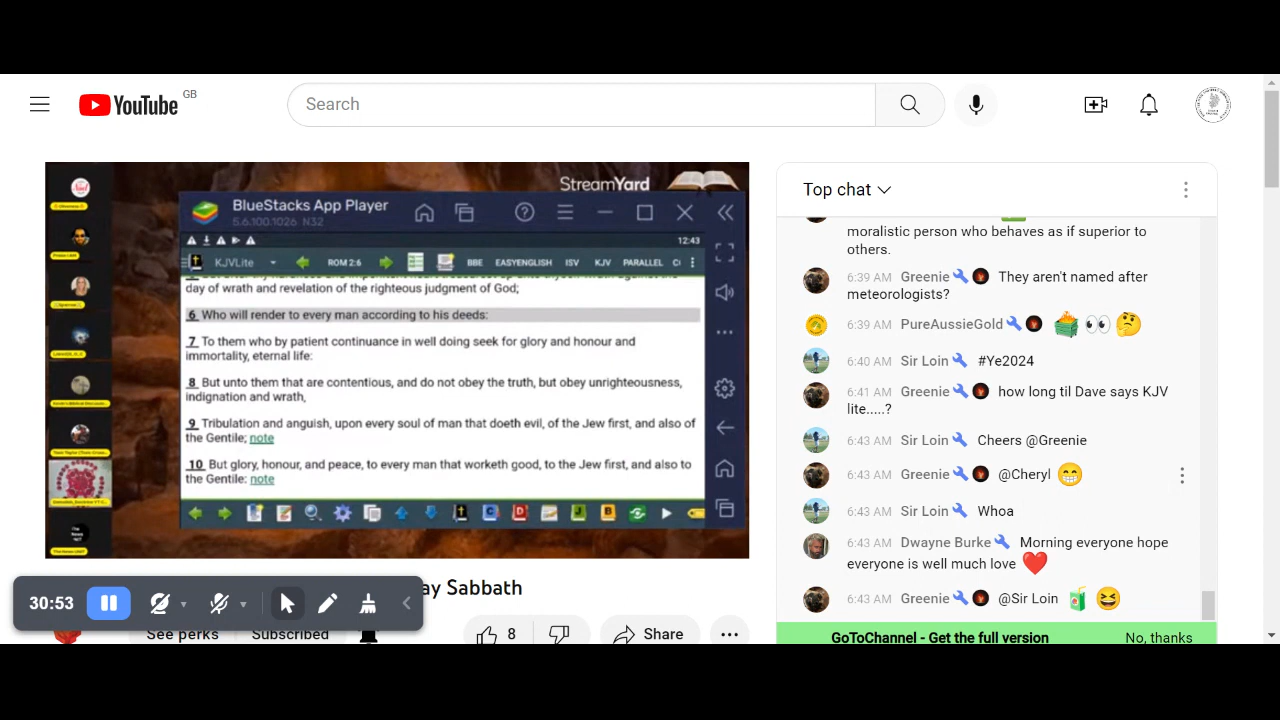 YouTube GB
Search
StreamYard
BlueStacks App Player
5.6.100.1026 N32
12:43
KJVLite
ROM 2:6
BBE EASYENGLISH ISV KJV PARALLEL
day of wrath and revelation of the righteous judgment of God;
6 Who will render to every man according to his deeds:
7 To them who by patient continuance in well doing seek for glory and honour and
immortality, eternal life:
8 But unto them that are contentious, and do not obey the truth, but obey unrighteousness,
indignation and wrath,
9 Tribulation and anguish, upon every soul of man that doeth evil, of the Jew first, and also of
the Gentile; note
10 But glory, honour, and peace, to every man that worketh good, to the Jew first, and also to
the Gentile: note
ay Sabbath
30:53
See perks
Subscribed
8
Share
Top chat
moralistic person who behaves as if superior to
others.
6:39 AM Greenie They aren't named after
meteorologists?
6:39 AM PureAussieGold
6:40 AM Sir Loin #Ye2024
6:41 AM Greenie how long til Dave says KJV
lite.....?
6:43 AM Sir Loin Cheers @Greenie
6:43 AM Greenie @Cheryl 😁
6:43 AM Sir Loin Whoa
6:43 AM Dwayne Burke Morning everyone hope
everyone is well much love ❤️
6:43 AM Greenie @Sir Loin 🧃 😆
GoToChannel - Get the full version
No, thanks